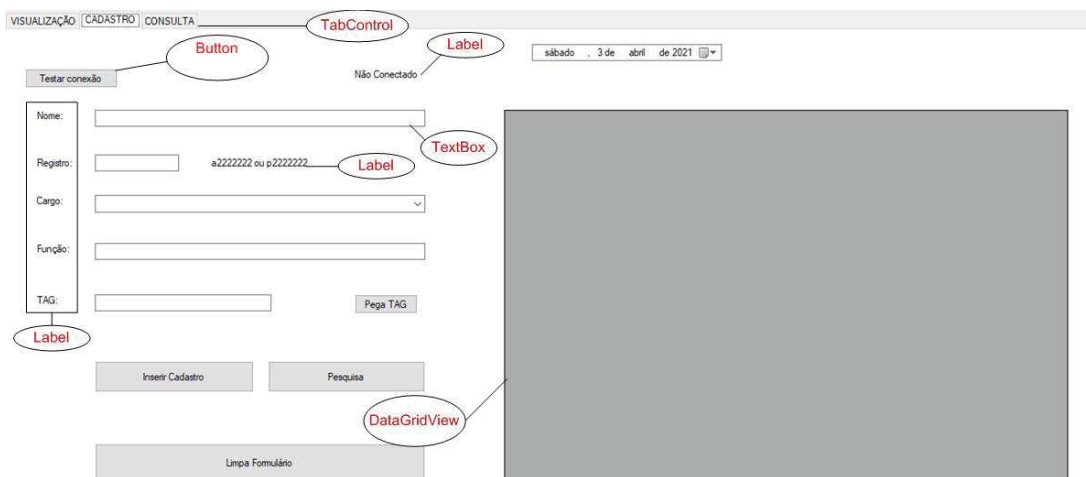 VISUALIZAÇÃO CADASTRO CONSULTA
TabControl
Button
Label
sábado , 3 de abril de 2021
Testar conexão
Não Conectado
Nome:
TextBox
Registro:
a2222222 ou p2222222
Label
Cargo:
Função:
TAG:
Pega TAG
Label
Inserir Cadastro
Pesquisa
DataGridView
Limpa Formulário